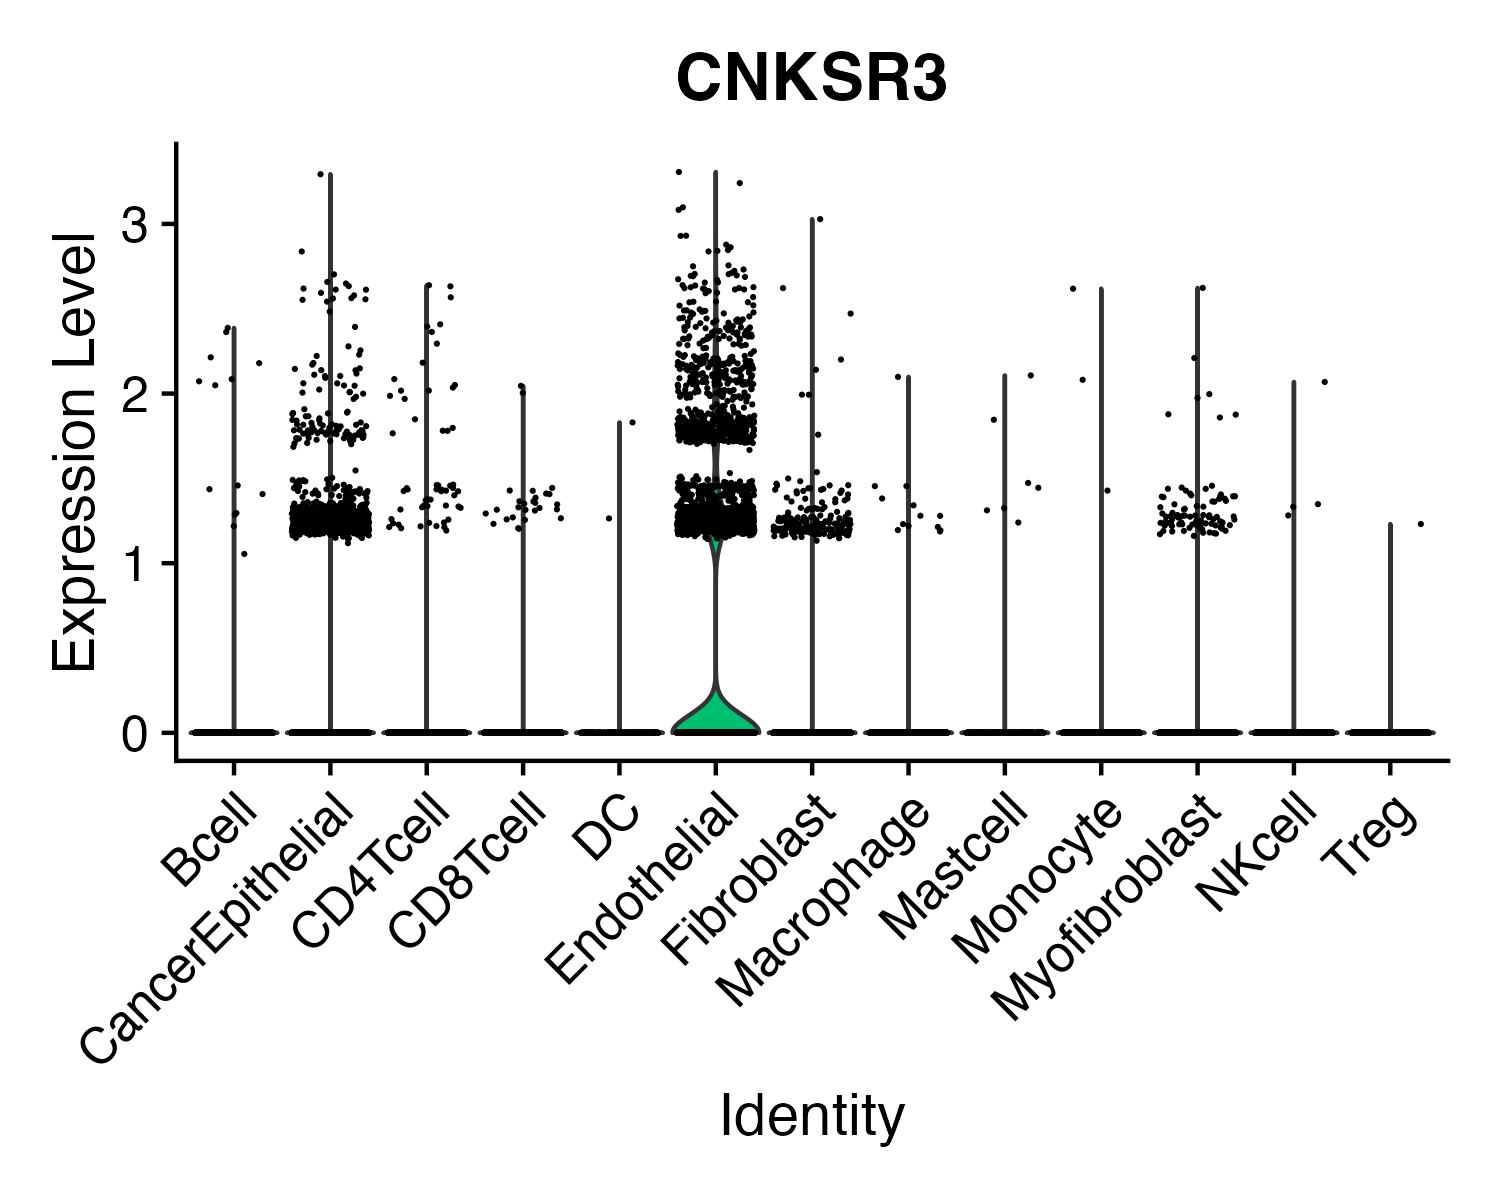 CNKSR3
Expression Level
3
2
1
0
Bcell
CancerEpithelial
CD4Tcell
CD8Tcell
DC
Endothelial
Fibroblast
Macrophage
Mastcell
Monocyte
Myofibroblast
NKcell
Treg
Identity